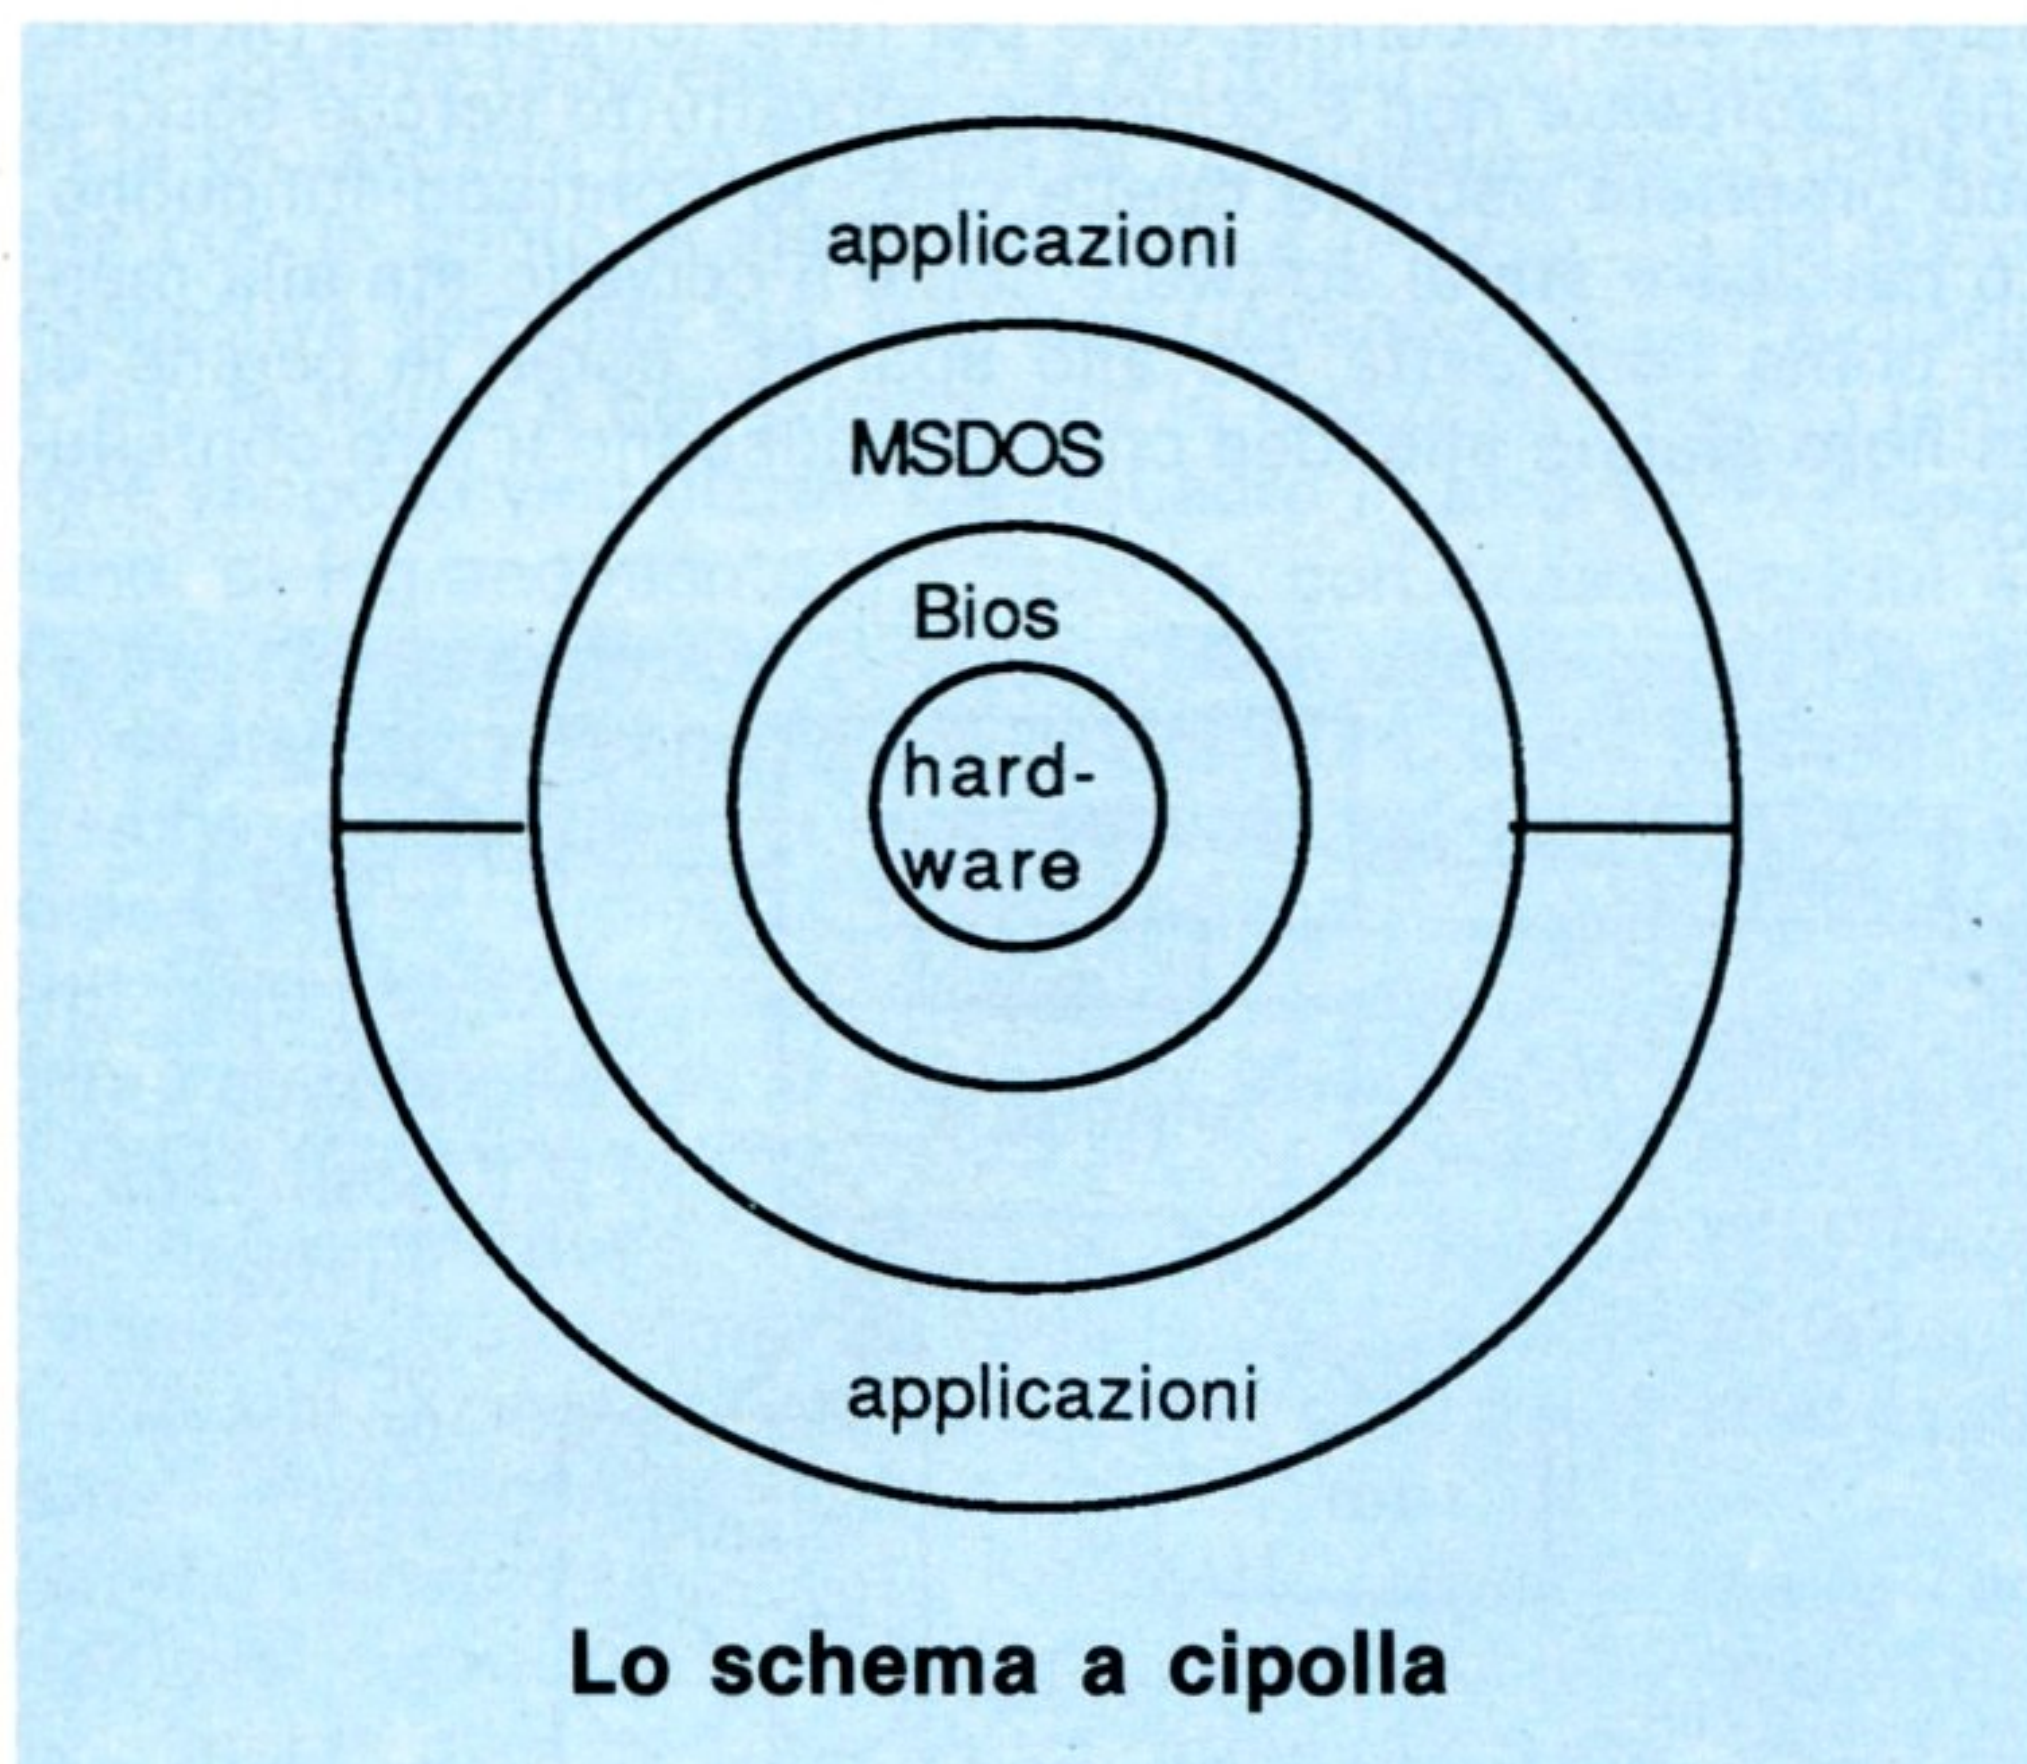 applicazioni
MSDOS
Bios
hard-
ware
applicazioni
Lo schema a cipolla